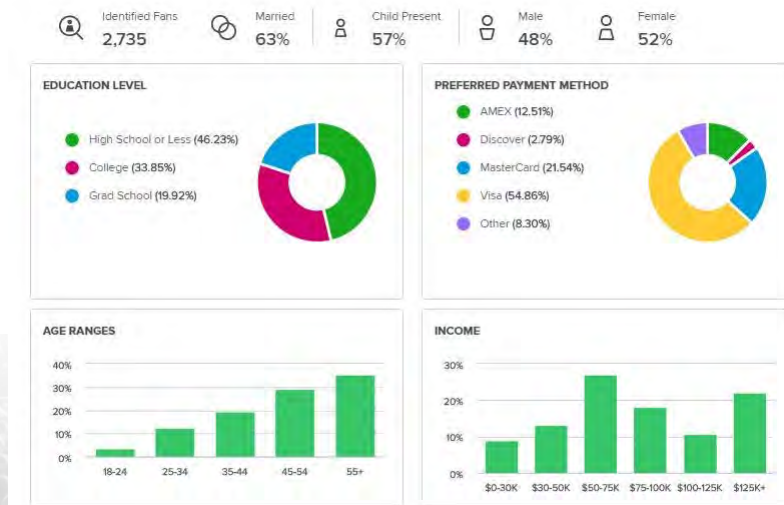 Identified Fans
2,735
Married
63%
Child Present
57%
Male
48%
Female
52%
EDUCATION LEVEL
High School or Less (46.23%)
College (33.85%)
Grad School (19.92%)
PREFERRED PAYMENT METHOD
AMEX (12.51%)
Discover (2.79%)
MasterCard (21.54%)
Visa (54.86%)
Other (8.30%)
AGE RANGES
40%
30%
20%
10%
0%
18-24 25-34 35-44 45-54 55+
INCOME
30%
20%
10%
0%
$0-30K $30-50K $50-75K $75-100K $100-125K $125K+